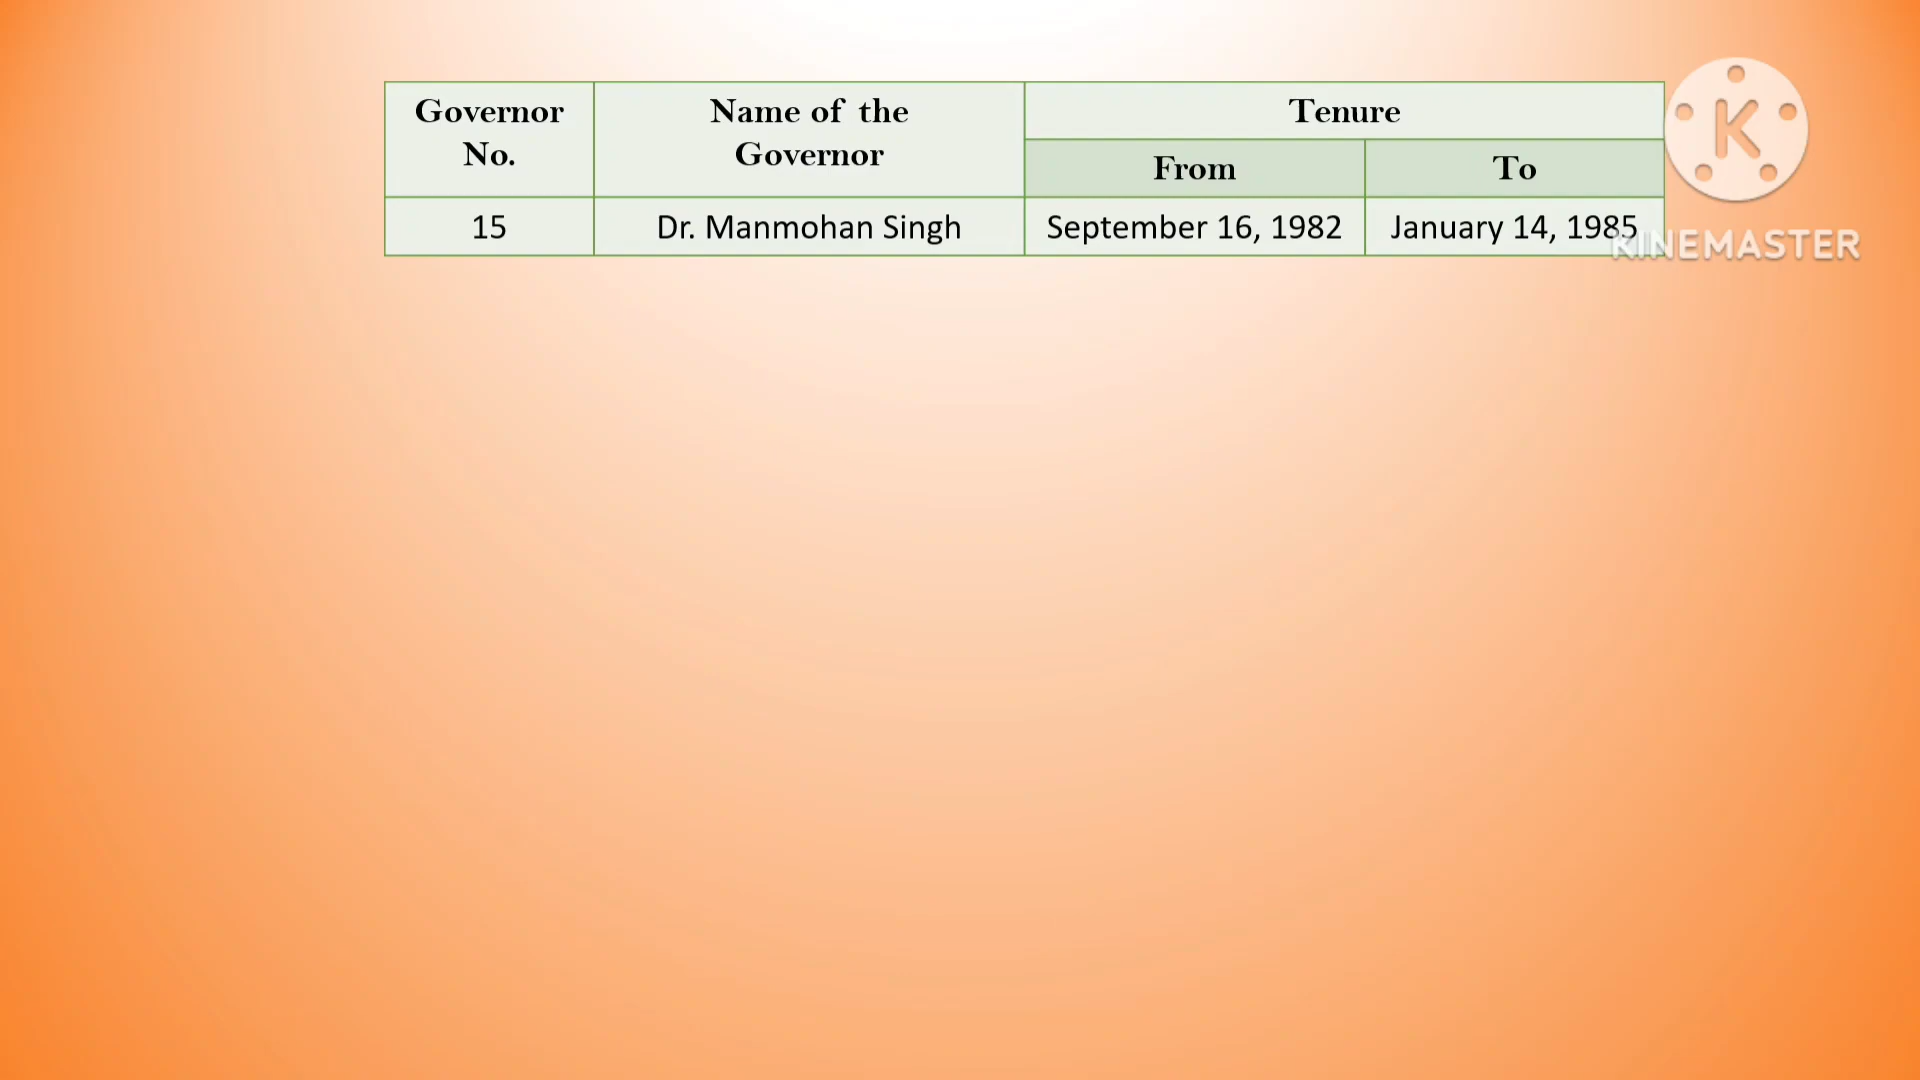 Governor No.
Name of the Governor
Tenure
From
To
15
Dr. Manmohan Singh
September 16, 1982
January 14, 1985
K
KINEMASTER